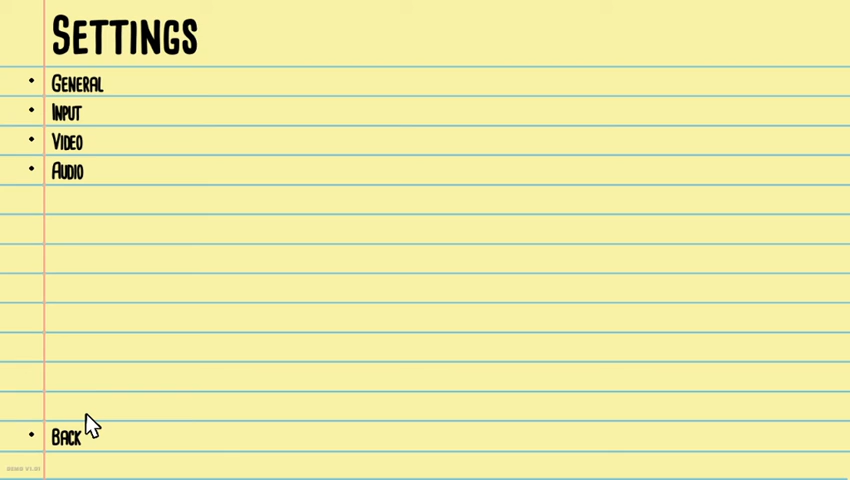 Settings
• General
• Input
• Video
• Audio
• Back